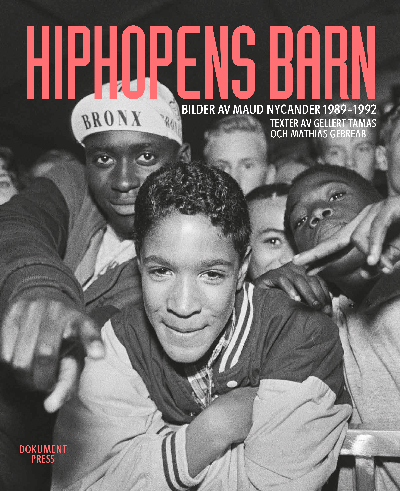 HIPHOPENS BARN
BILDER AV MAUD NYCANDER 1989–1992
TEXTER AV GELLERT TAMAS
OCH MATHIAS GEBREAB
BRONX
DOKUMENT
PRESS